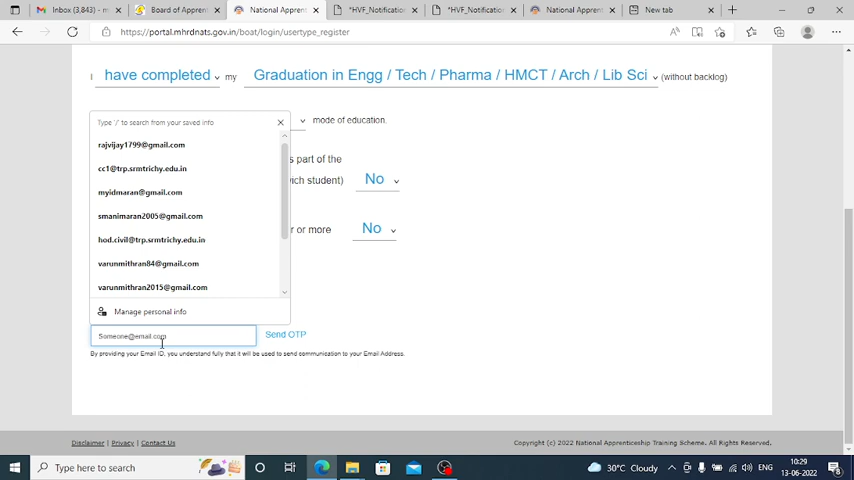 Inbox (3,843) - m
Board of Appren
National Appren
*HVF_Notificatio
*HVF_Notificatio
National Appren
New tab
https://portal.mhrdnats.gov.in/boat/login/usertype_register
I have completed my Graduation in Engg / Tech / Pharma / HMCT / Arch / Lib Sci (without backlog)
mode of education.
Type '/' to search from your saved info
rajvijay1799@gmail.com
s part of the
cc1@trp.srmtrichy.edu.in
ich student) No
myidmaran@gmail.com
smanimaran2005@gmail.com
r or more No
hod.civil@trp.srmtrichy.edu.in
varunmithran84@gmail.com
varunmithran2015@gmail.com
Manage personal info
Someone@email.com
Send OTP
By providing your Email ID, you understand fully that it will be used to send communication to your Email Address.
Disclaimer | Privacy | Contact Us
Copyright (c) 2022 National Apprenticeship Training Scheme. All Rights Reserved.
Type here to search
30°C Cloudy
ENG
10:29
13-06-2022